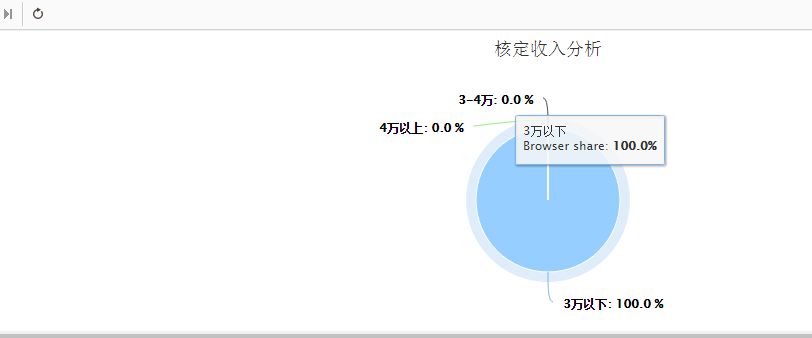 核定收入分析
3-4万: 0.0 %
4万以上: 0.0 %
3万以下
Browser share: 100.0%
3万以下: 100.0 %